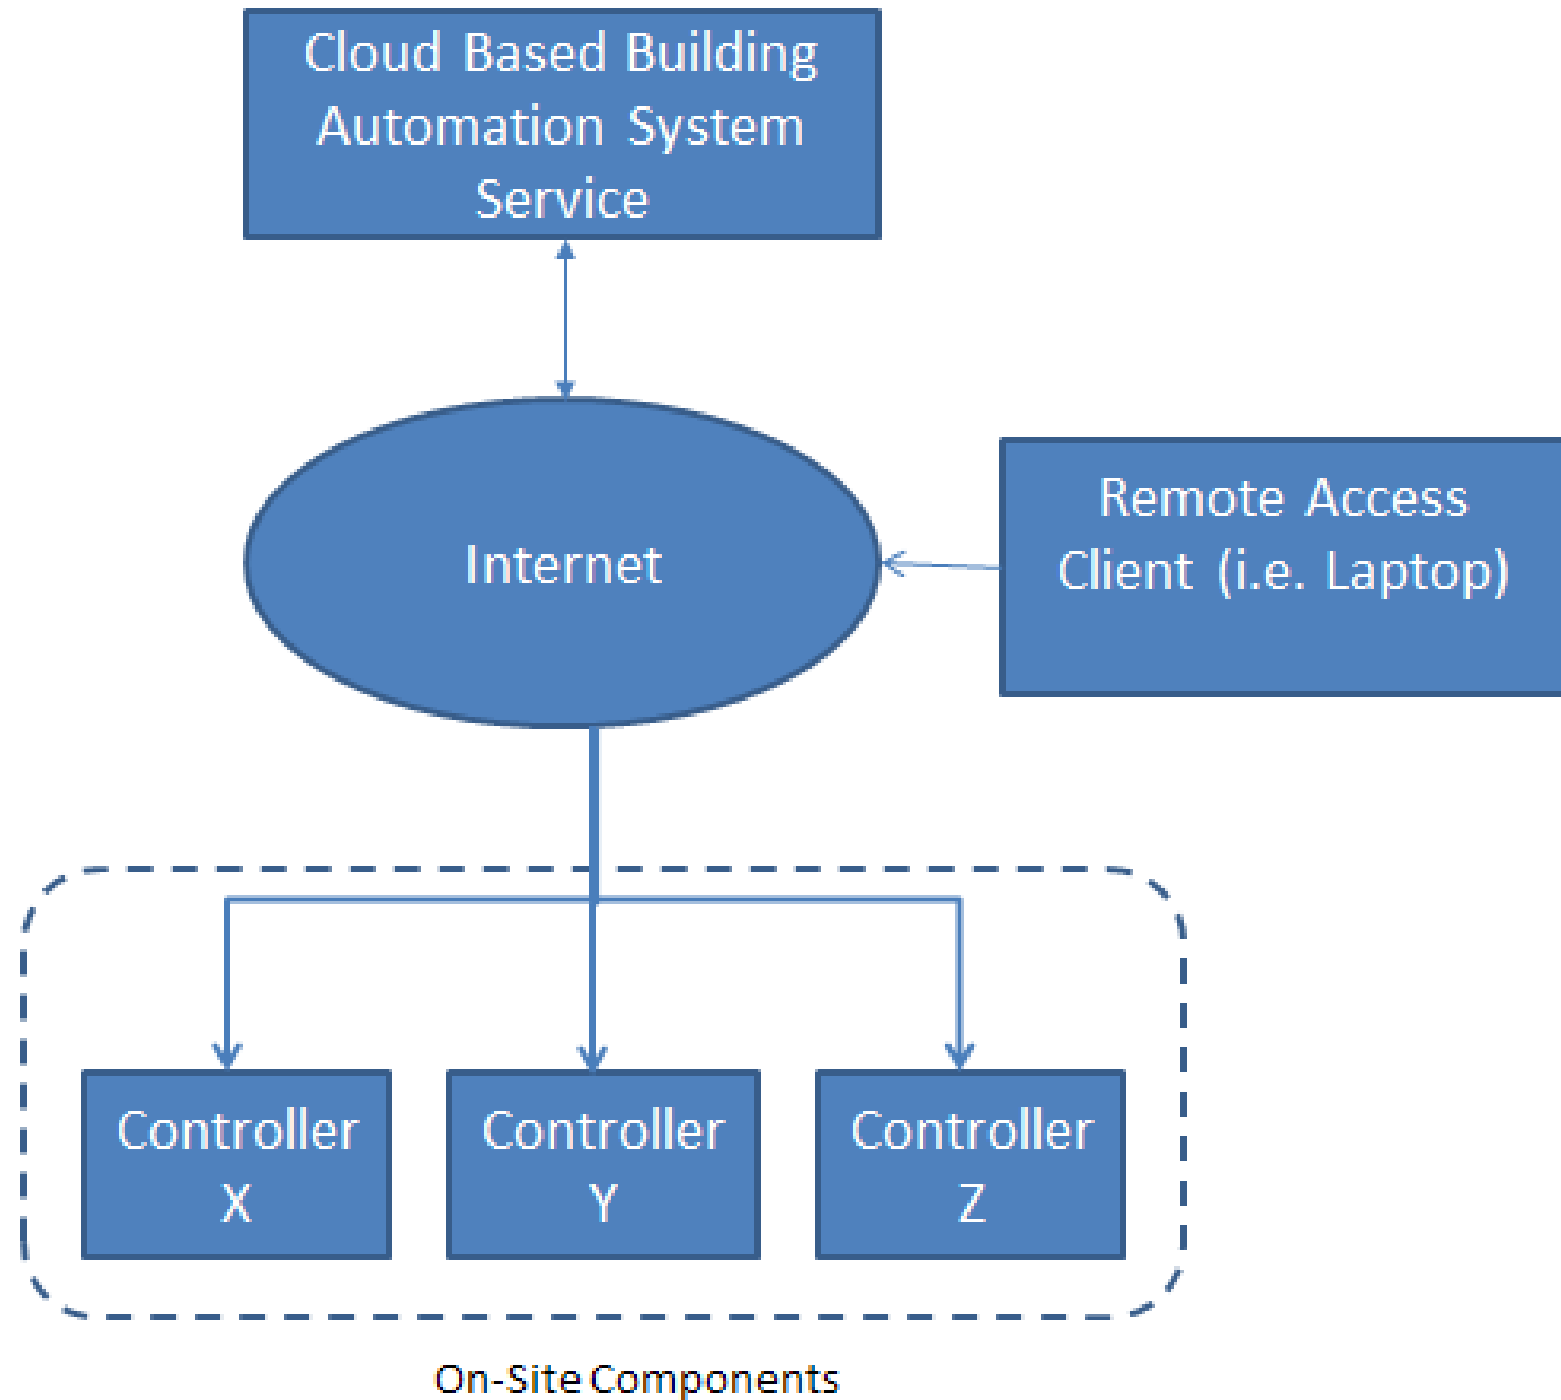 Cloud Based Building
Automation System
Service
Internet
Remote Access
Client (i.e. Laptop)
Controller
X
Controller
Y
Controller
Z
On-Site Components